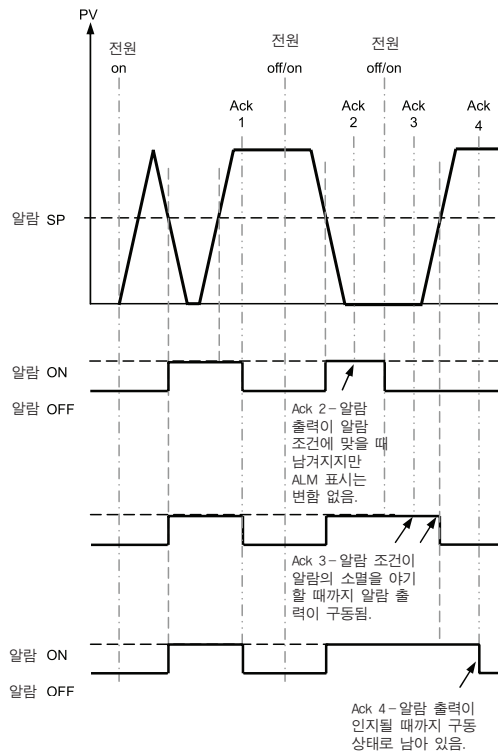 PV
전원
on
전원
off/on
전원
off/on
Ack
1
Ack
2
Ack
3
Ack
4
알람 SP
알람 ON
알람 OFF
Ack 2 – 알람
출력이 알람
조건에 맞을 때
남겨지지만
ALM 표시는
변함 없음.
Ack 3 – 알람 조건이
알람의 소멸을 야기
할 때까지 알람 출
력이 구동됨.
알람 ON
알람 OFF
Ack 4 – 알람 출력이
인지될 때까지 구동
상태로 남아 있음.